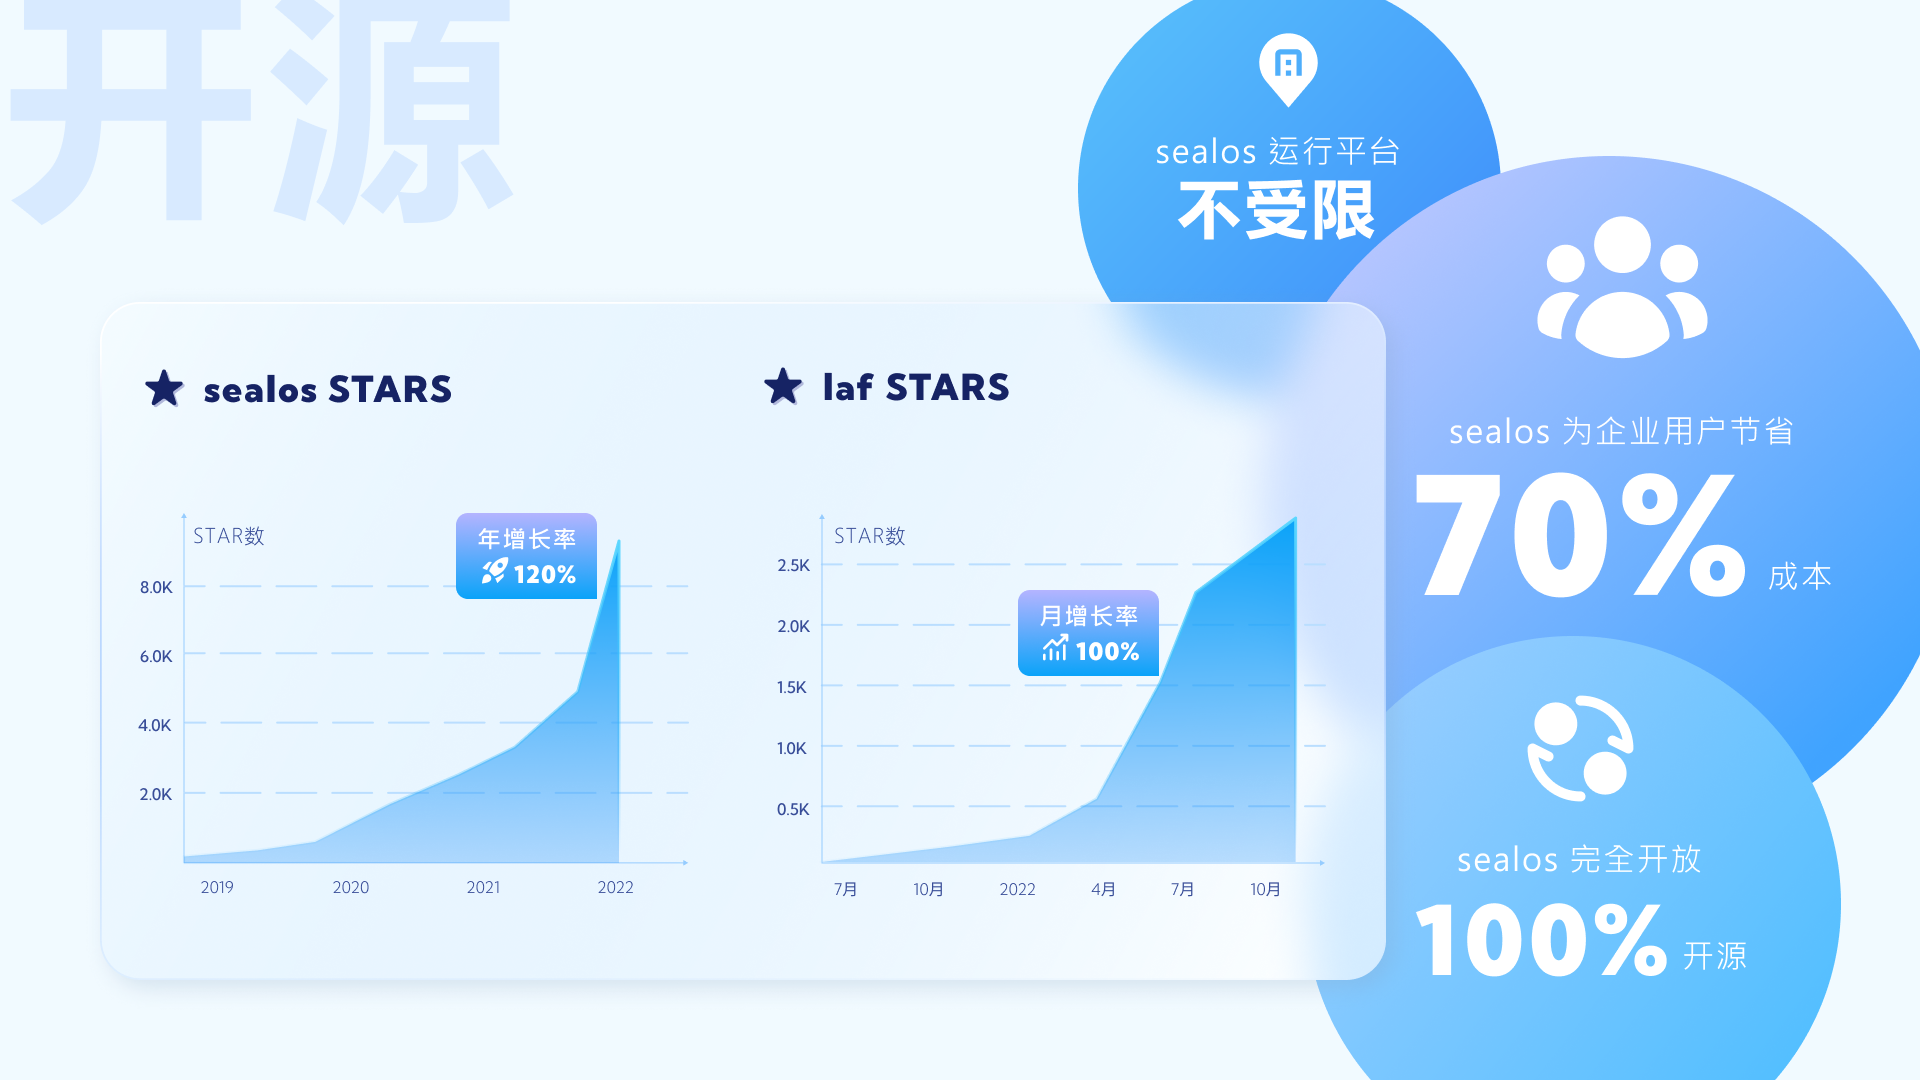 开源
sealos 运行平台
不受限
sealos 为企业用户节省
70% 成本
sealos 完全开放
100% 开源
sealos STARS
STAR数
年增长率
120%
8.0K
6.0K
4.0K
2.0K
2019 2020 2021 2022
laf STARS
STAR数
月增长率
100%
2.5K
2.0K
1.5K
1.0K
0.5K
7月 10月 2022 4月 7月 10月